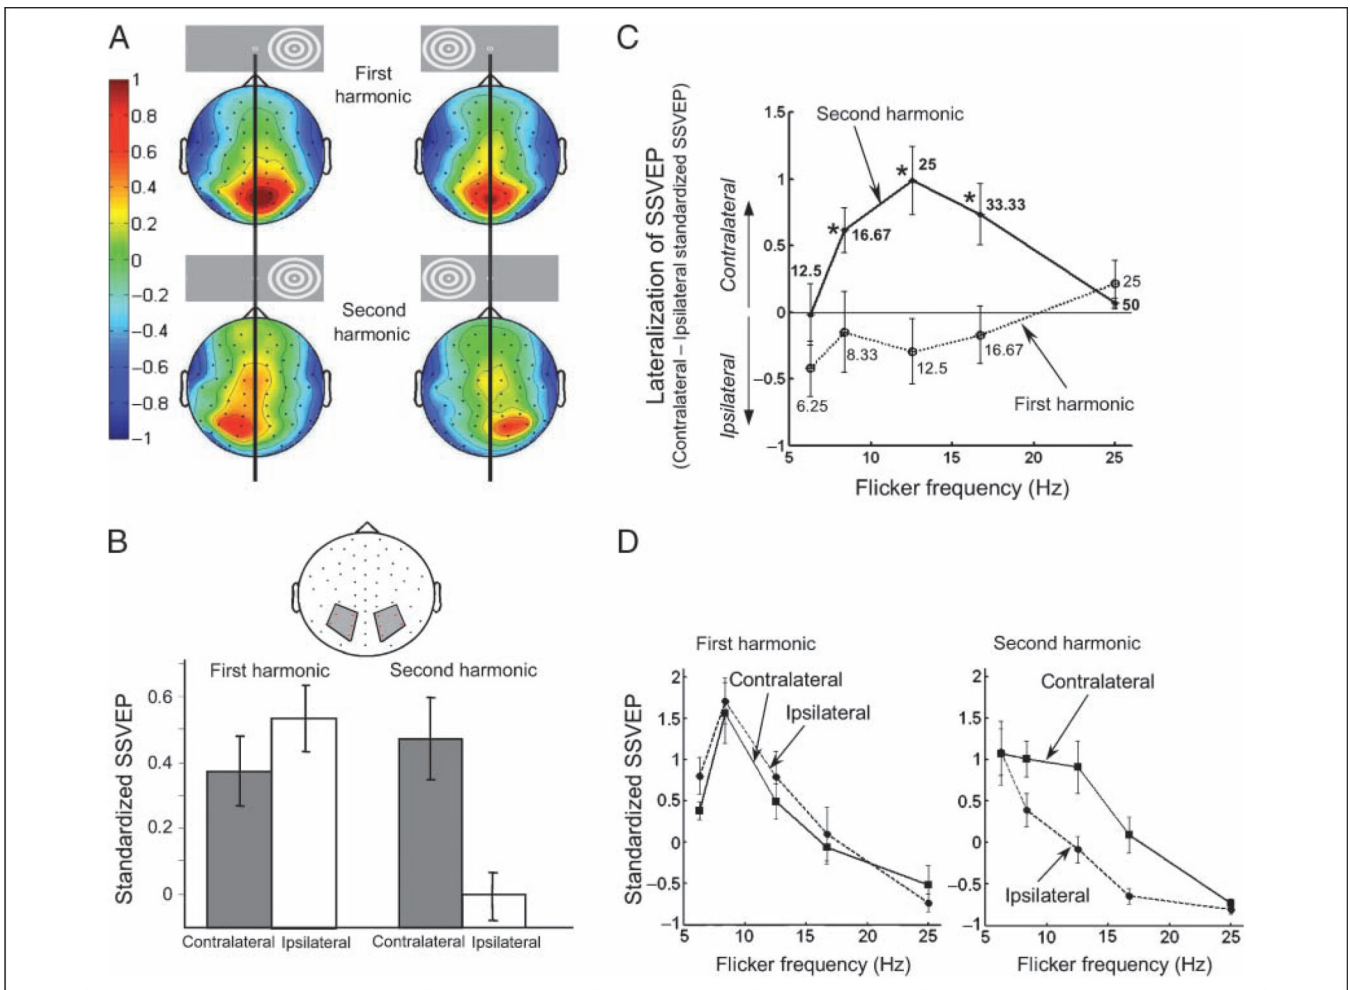 A
First
harmonic
1
0.8
0.6
0.4
0.2
0
−0.2
−0.4
−0.6
−0.8
−1
Second
harmonic
B
First harmonic
Second harmonic
Standardized SSVEP
0.6
0.4
0.2
0
Contralateral
Ipsilateral
Contralateral
Ipsilateral
C
Lateralization of SSVEP
(Contralateral – Ipsilateral standardized SSVEP)
Contralateral
Ipsilateral
1.5
1
0.5
0
−0.5
−1
Second harmonic
12.5
*
16.67
*
25
*
33.33
50
6.25
8.33
12.5
16.67
25
First harmonic
5
10
15
20
25
Flicker frequency (Hz)
D
First harmonic
Standardized SSVEP
2
1.5
1
0.5
0
−0.5
−1
Contralateral
Ipsilateral
5
10
15
20
25
Flicker frequency (Hz)
Second harmonic
2
1.5
1
0.5
0
−0.5
−1
Contralateral
Ipsilateral
5
10
15
20
25
Flicker frequency (Hz)